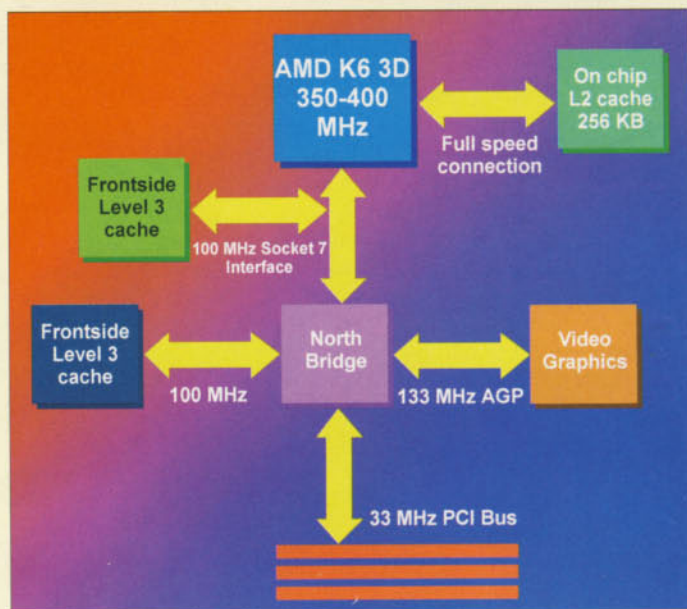 AMD K6 3D
350-400
MHz
On chip
L2 cache
256 KB
Full speed
connection
Frontside
Level 3
cache
100 MHz Socket 7
Interface
Frontside
Level 3
cache
100 MHz
North
Bridge
133 MHz AGP
Video
Graphics
33 MHz PCI Bus